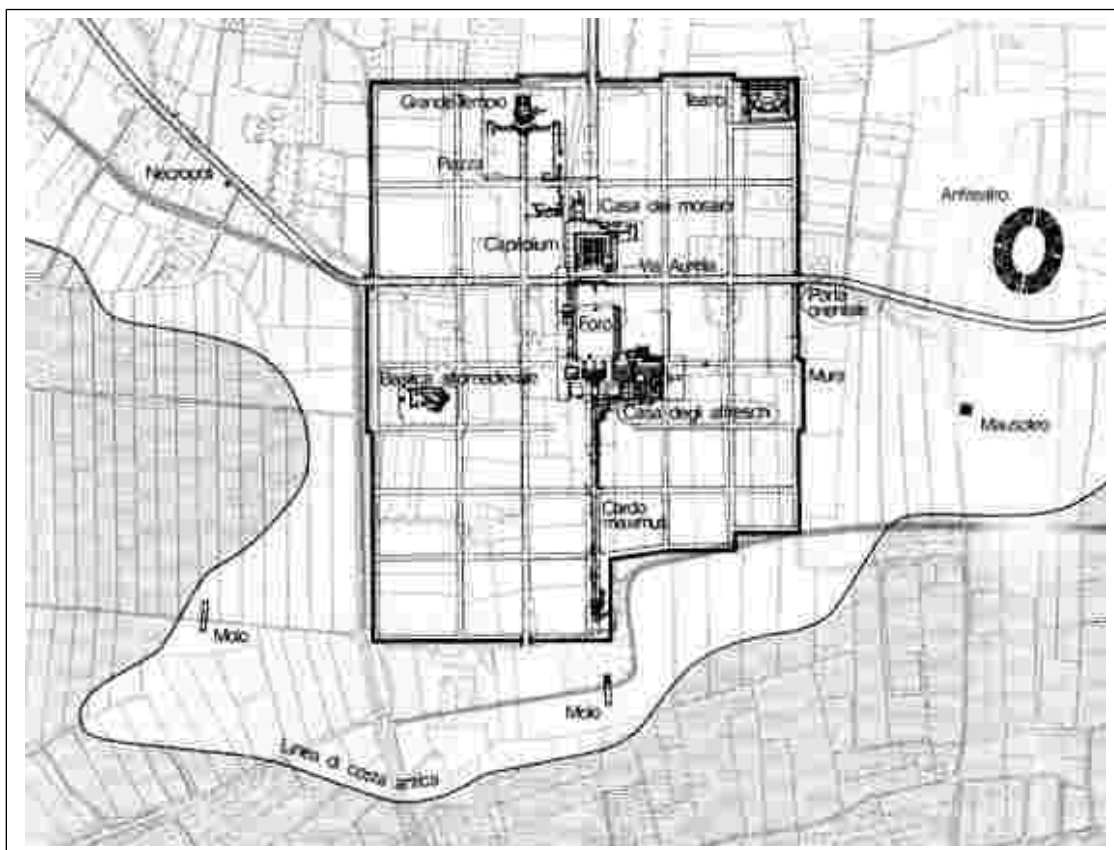 Grande Tempio
Teatro
Piazza
Necropoli
Casa dei mosaici
Anfiteatro
Capitolium
Via Aurelia
Porta
orientale
Foro
Basilica altomedievale
Mura
Casa degli affreschi
Mausoleo
Cardo
maximus
Molo
Molo
Linea di costa antica